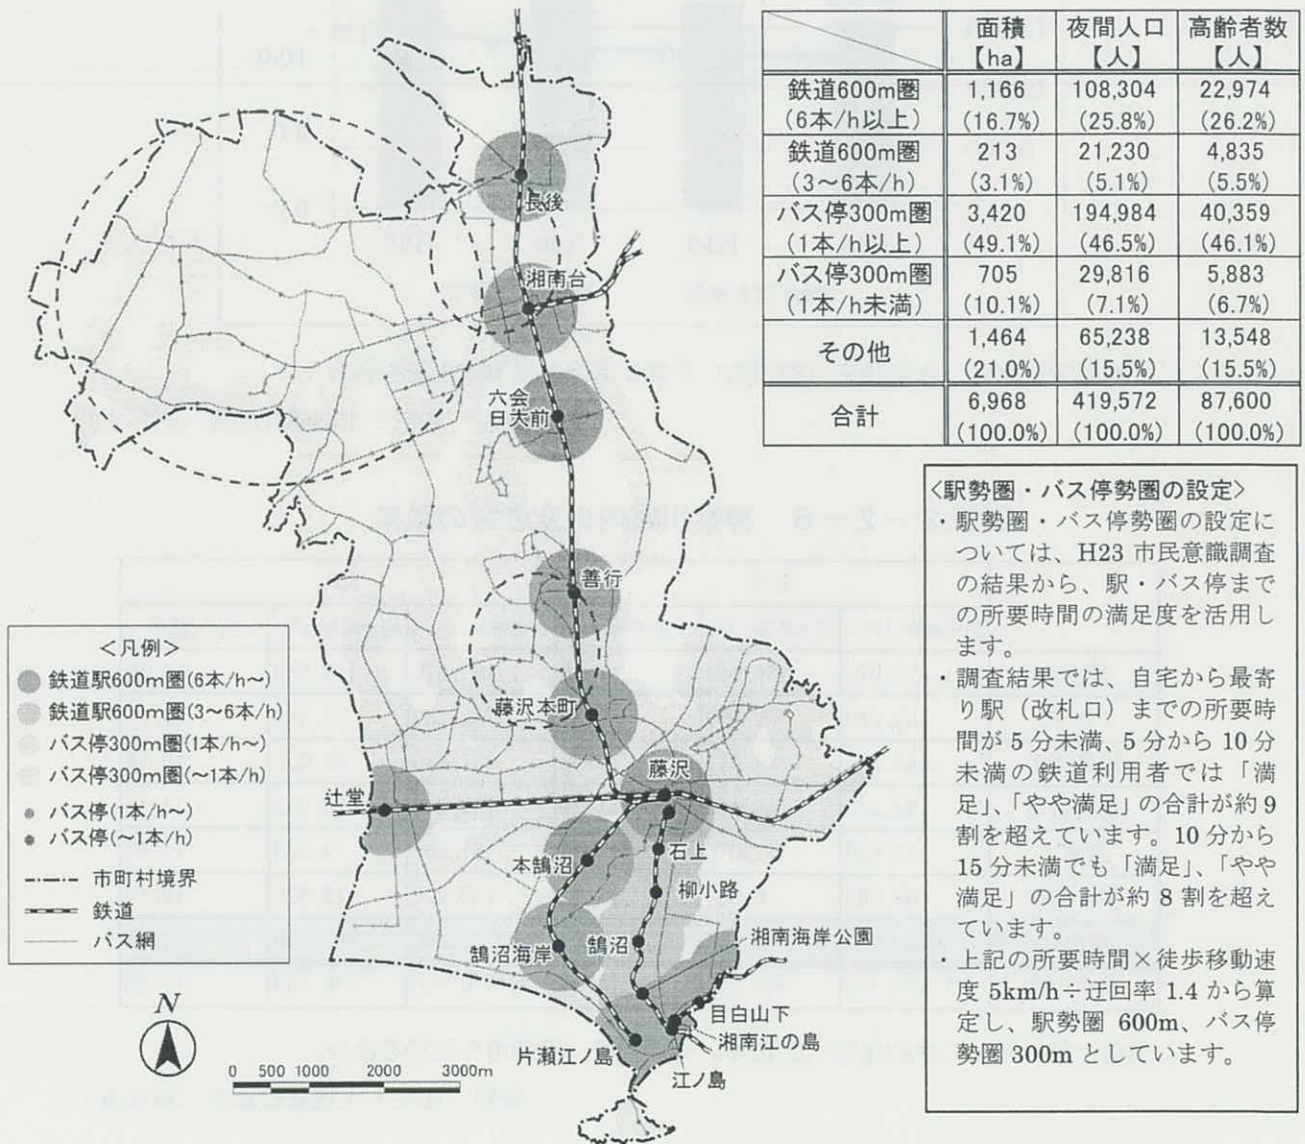 面積 夜間人口 高齢者数
【ha】 【人】 【人】
鉄道600m圏 1,166 108,304 22,974
(6本/h以上) (16.7%) (25.8%) (26.2%)
鉄道600m圏 213 21,230 4,835
(3~6本/h) (3.1%) (5.1%) (5.5%)
バス停300m圏 3,420 194,984 40,359
(1本/h以上) (49.1%) (46.5%) (46.1%)
バス停300m圏 705 29,816 5,883
(1本/h未満) (10.1%) (7.1%) (6.7%)
その他 1,464 65,238 13,548
(21.0%) (15.5%) (15.5%)
合計 6,968 419,572 87,600
(100.0%) (100.0%) (100.0%)
長後
湘南台
六会
日大前
善行
藤沢本町
藤沢
辻堂
石上
本鵠沼
柳小路
鵠沼
鵠沼海岸
湘南海岸公園
目白山下
湘南江の島
江ノ島
片瀬江ノ島
<駅勢圏・バス停勢圏の設定>
・駅勢圏・バス停勢圏の設定に
ついては、H23 市民意識調査
の結果から、駅・バス停まで
の所要時間の満足度を活用し
ます。
・調査結果では、自宅から最寄
り駅（改札口）までの所要時
間が 5 分未満、5 分から 10 分
未満の鉄道利用者では「満
足」、「やや満足」の合計が約 9
割を超えています。10 分から
15 分未満でも「満足」、「やや
満足」の合計が約 8 割を超え
ています。
・上記の所要時間×徒歩移動速
度 5km/h÷迂回率 1.4 から算
定し、駅勢圏 600m、バス停
勢圏 300m としています。
<凡例>
鉄道駅600m圏(6本/h~)
鉄道駅600m圏(3~6本/h)
バス停300m圏(1本/h~)
バス停300m圏(~1本/h)
バス停(1本/h~)
バス停(~1本/h)
市町村境界
鉄道
バス網
N
0 500 1000 2000 3000m